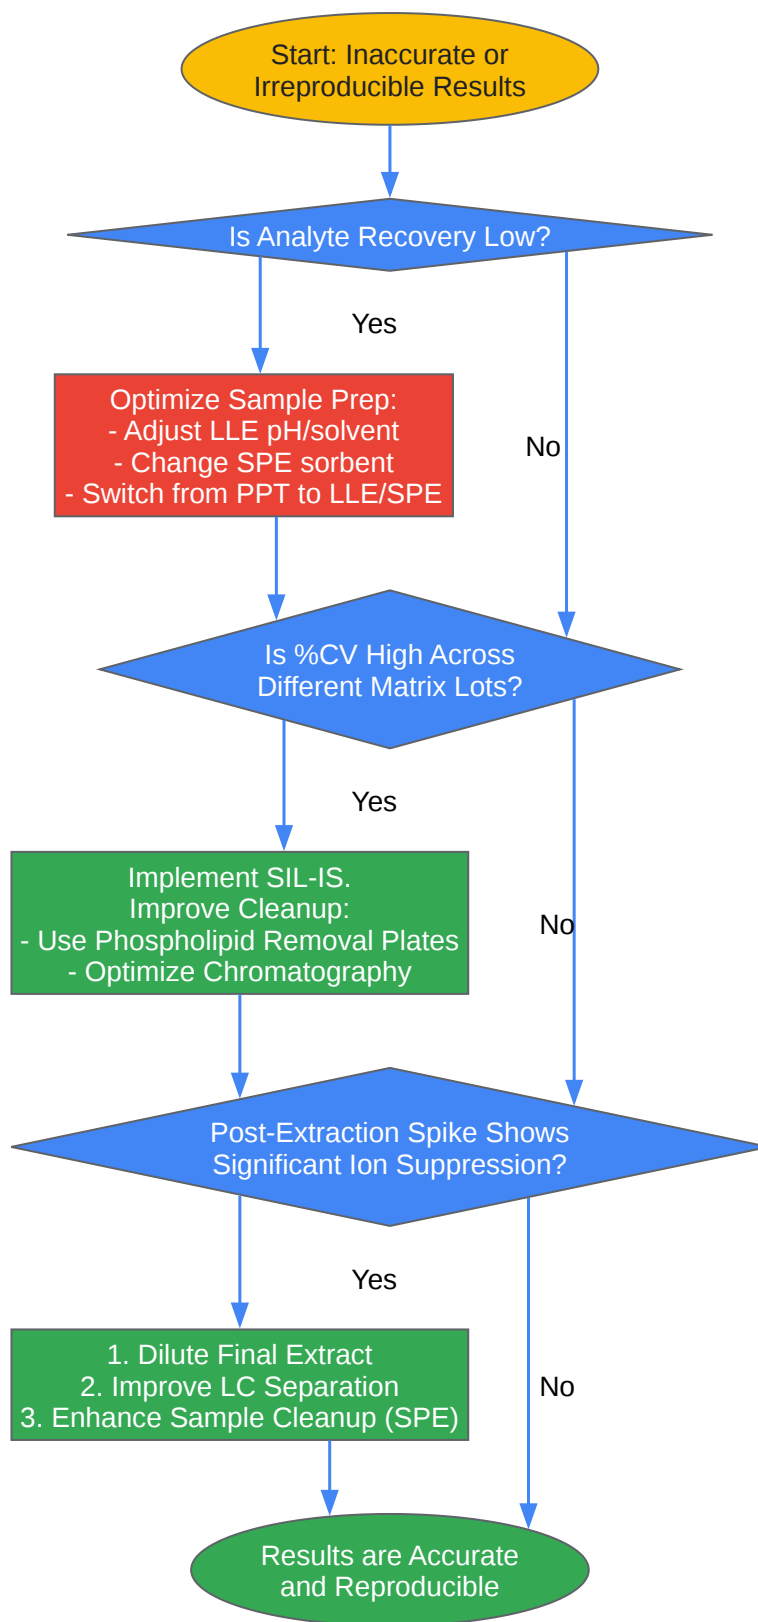 Start: Inaccurate or
Irreproducible Results
Is Analyte Recovery Low?
Yes
Optimize Sample Prep:
- Adjust LLE pH/solvent
- Change SPE sorbent
- Switch from PPT to LLE/SPE
No
Is %CV High Across
Different Matrix Lots?
Yes
Implement SIL-IS.
Improve Cleanup:
- Use Phospholipid Removal Plates
- Optimize Chromatography
No
Post-Extraction Spike Shows
Significant Ion Suppression?
Yes
1. Dilute Final Extract
2. Improve LC Separation
3. Enhance Sample Cleanup (SPE)
No
Results are Accurate
and Reproducible